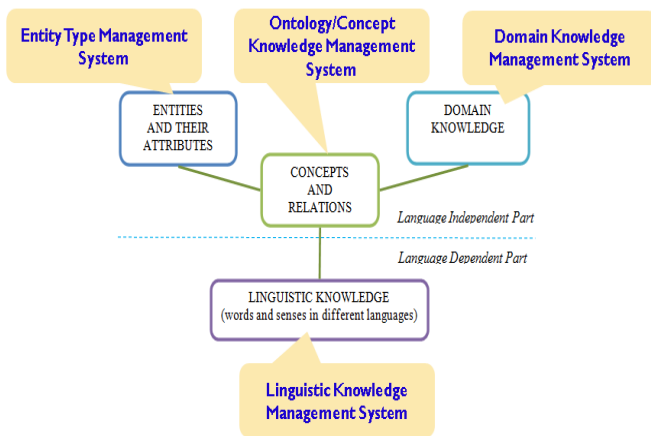 Entity Type Management
System
Ontology/Concept
Knowledge Management
System
Domain Knowledge
Management System
ENTITIES
AND THEIR
ATTRIBUTES
DOMAIN
KNOWLEDGE
CONCEPTS
AND
RELATIONS
Language Independent Part
Language Dependent Part
LINGUISTIC KNOWLEDGE
(words and senses in different languages)
Linguistic Knowledge
Management System